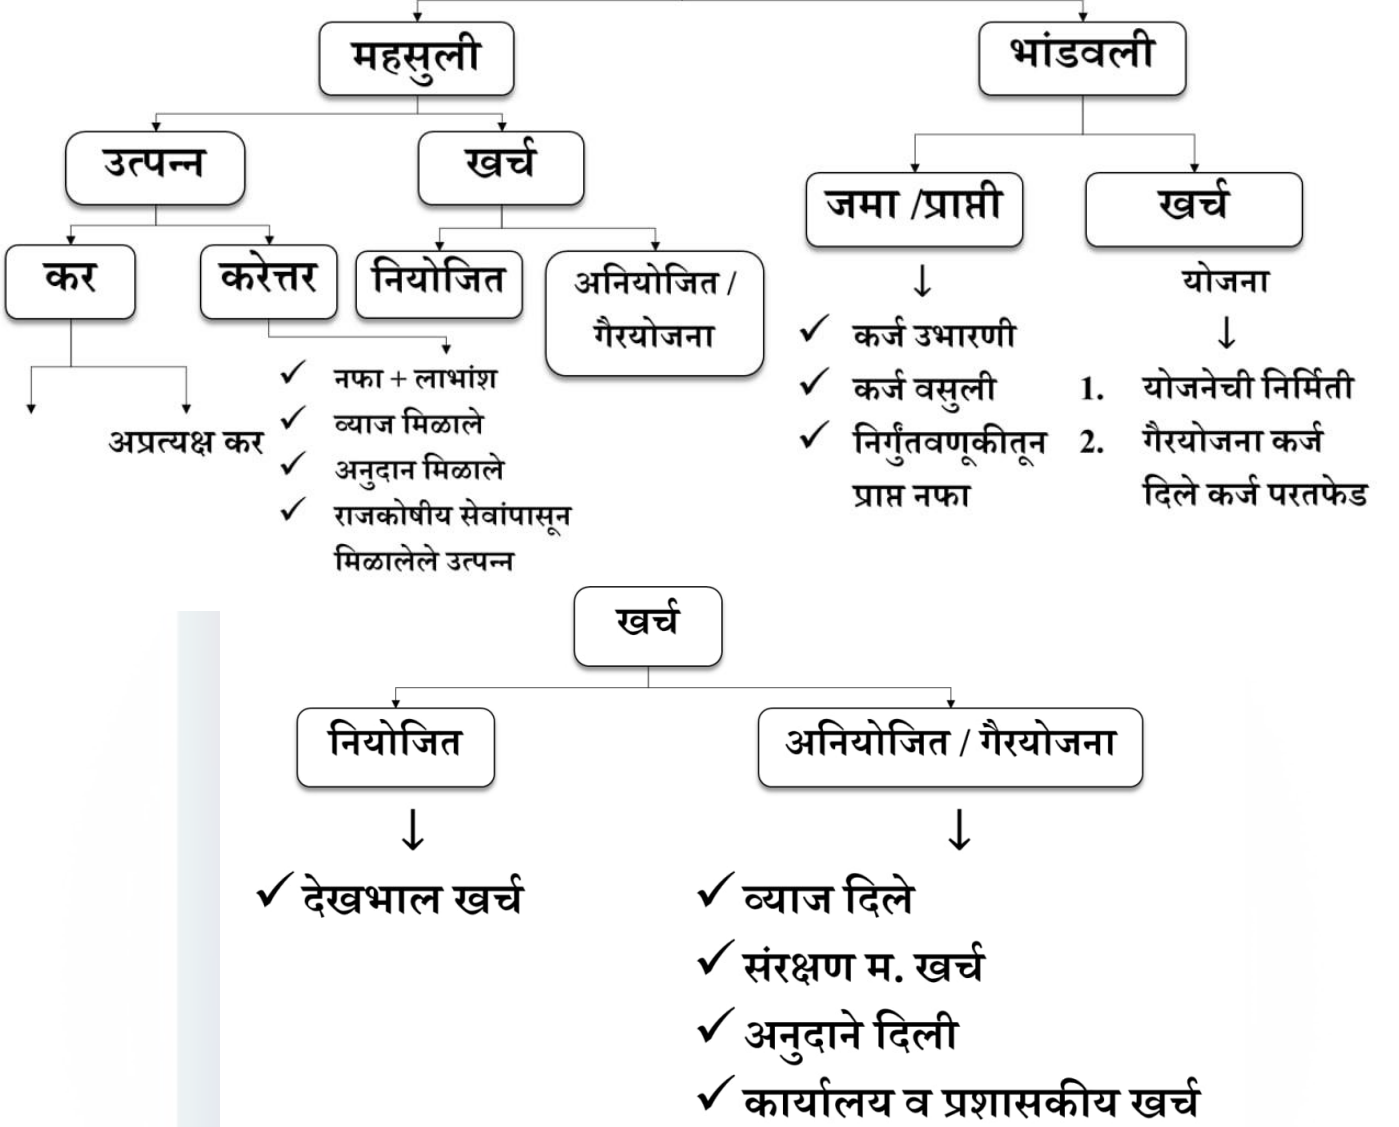 महसुली
भांडवली
उत्पन्न
खर्च
जमा /प्राप्ती
खर्च
कर
करेत्तर
नियोजित
अनियोजित /
गैरयोजना
योजना
अप्रत्यक्ष कर
नफा + लाभांश
व्याज मिळाले
अनुदान मिळाले
राजकोषीय सेवांपासून
मिळालेले उत्पन्न
कर्ज उभारणी
कर्ज वसुली
निर्गुंतवणूकीतून
प्राप्त नफा
1. योजनेची निर्मिती
2. गैरयोजना कर्ज
दिले कर्ज परतफेड
खर्च
नियोजित
अनियोजित / गैरयोजना
देखभाल खर्च
व्याज दिले
संरक्षण म. खर्च
अनुदाने दिली
कार्यालय व प्रशासकीय खर्च